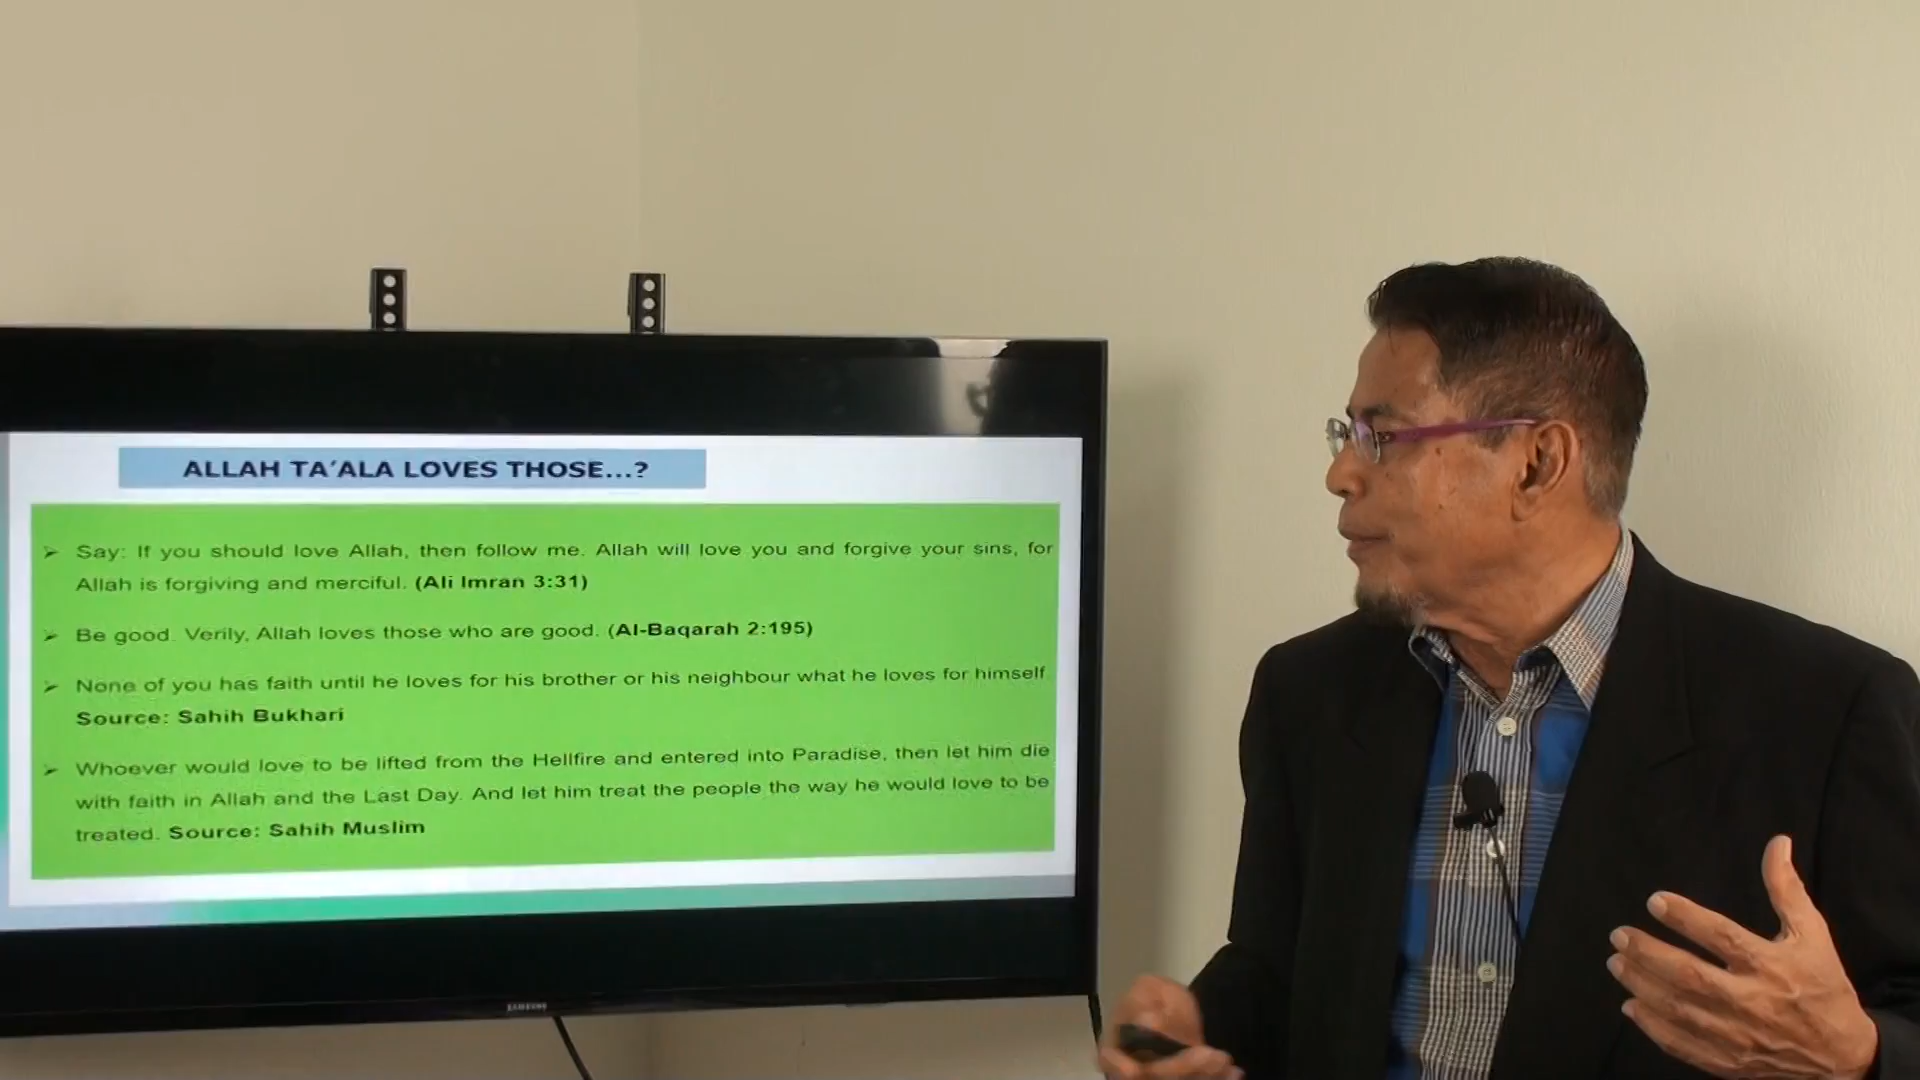 ALLAH TA’ALA LOVES THOSE...?
➢ Say: If you should love Allah, then follow me. Allah will love you and forgive your sins, for
Allah is forgiving and merciful. (Ali Imran 3:31)
➢ Be good. Verily, Allah loves those who are good. (Al-Baqarah 2:195)
➢ None of you has faith until he loves for his brother or his neighbour what he loves for himself.
Source: Sahih Bukhari
➢ Whoever would love to be lifted from the Hellfire and entered into Paradise, then let him die
with faith in Allah and the Last Day. And let him treat the people the way he would love to be
treated. Source: Sahih Muslim
SAMSUNG